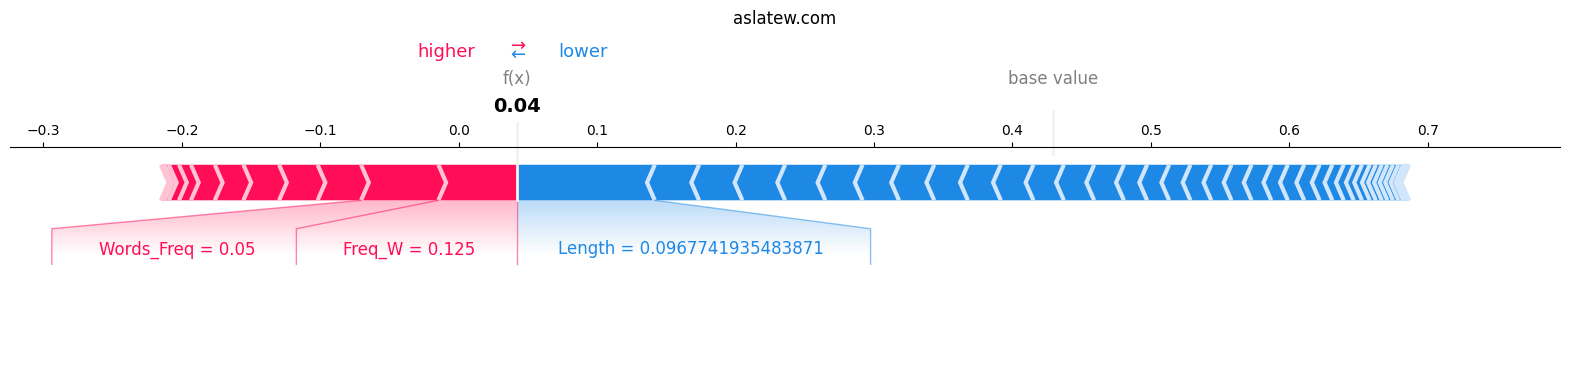 aslatew.com
higher ⇄ lower
f(x) base value
0.04
−0.3 −0.2 −0.1 0.0 0.1 0.2 0.3 0.4 0.5 0.6 0.7
Words_Freq = 0.05 Freq_W = 0.125 Length = 0.0967741935483871